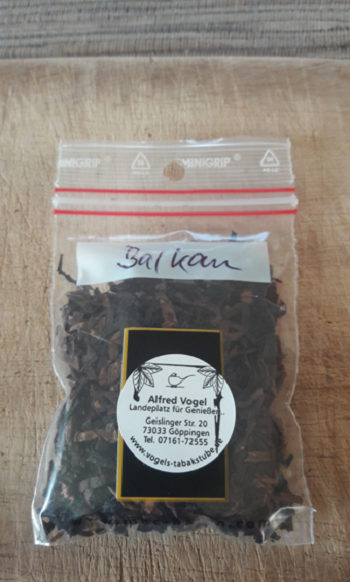 MINIGRIP®
MINIGRIP®
Balkan
Alfred Vogel
Landeplatz für Genießer...
Geislinger Str. 20
73033 Göppingen
Tel. 07161-72555
www.vogels-tabakstube.de